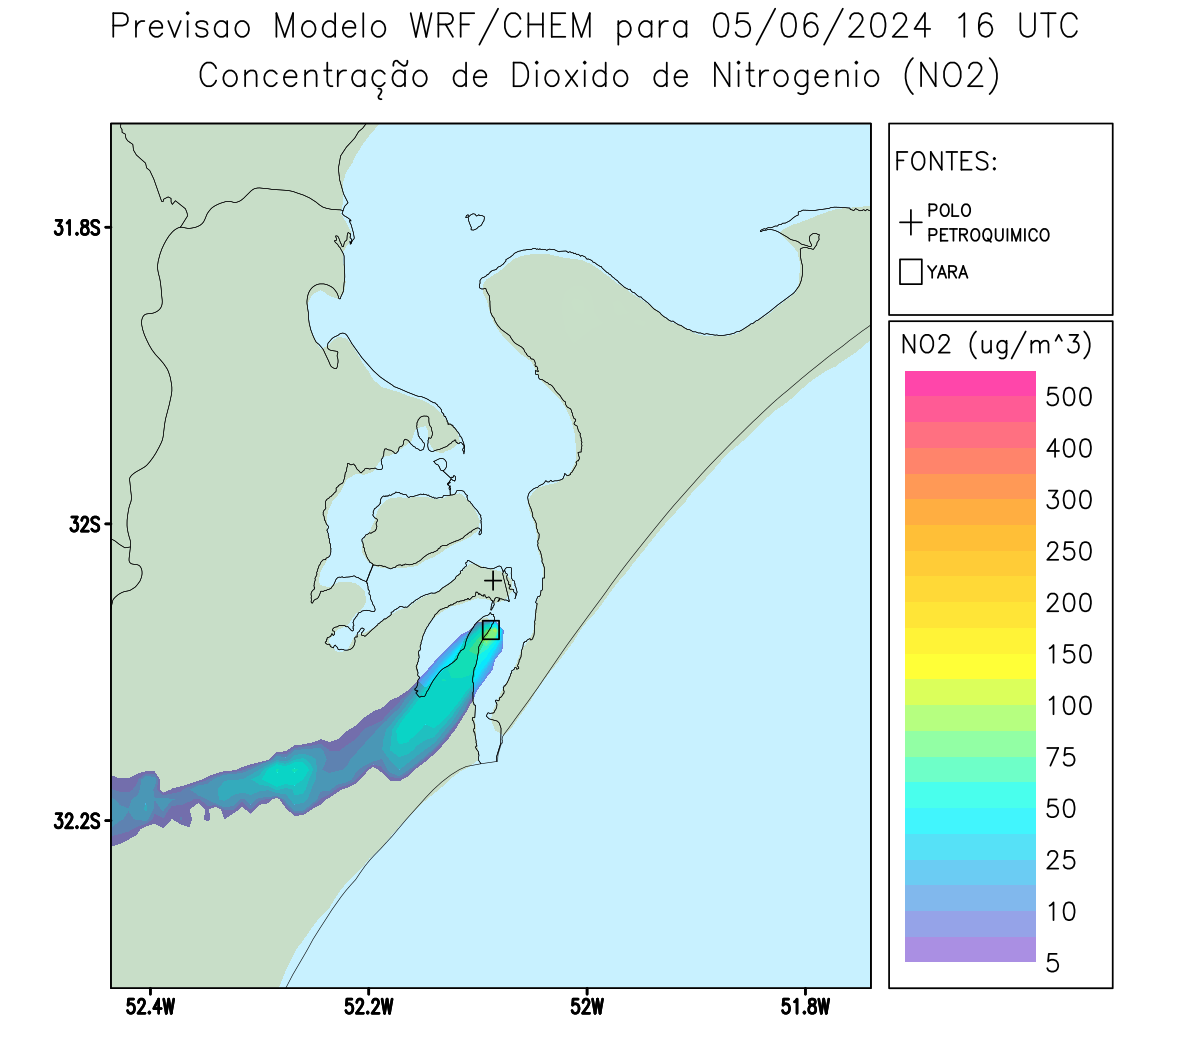 Previsao Modelo WRF/CHEM para 05/06/2024 16 UTC
Concentração de Dioxido de Nitrogenio (NO2)
FONTES:
POLO
PETROQUIMICO
YARA
NO2 (ug/m^3)
500
400
300
250
200
150
100
75
50
25
10
5
31.8S
32S
32.2S
52.4W
52.2W
52W
51.8W